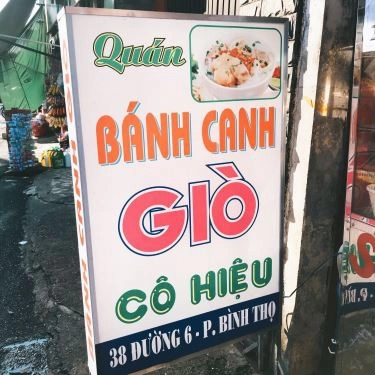 Quán
BÁNH CANH
GIÒ
CÔ HIỆU
38 ĐƯỜNG 6 - P. BÌNH THỌ